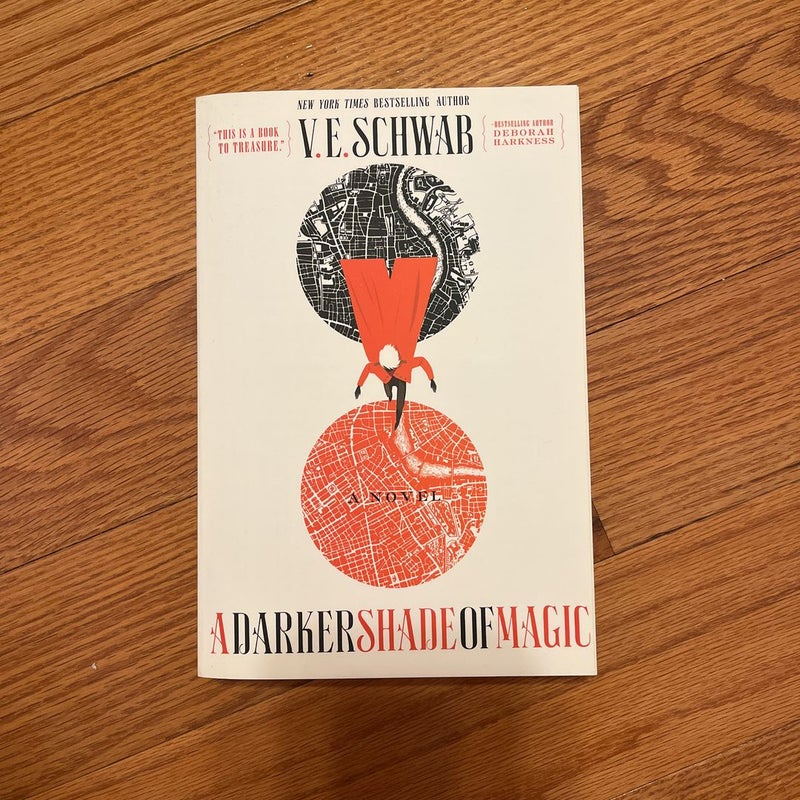 NEW YORK TIMES BESTSELLING AUTHOR
{"THIS IS A BOOK
TO TREASURE."}
V.E.SCHWAB
{-BESTSELLING AUTHOR
DEBORAH
HARKNESS}
A NOVEL
A DARKER SHADE OF MAGIC